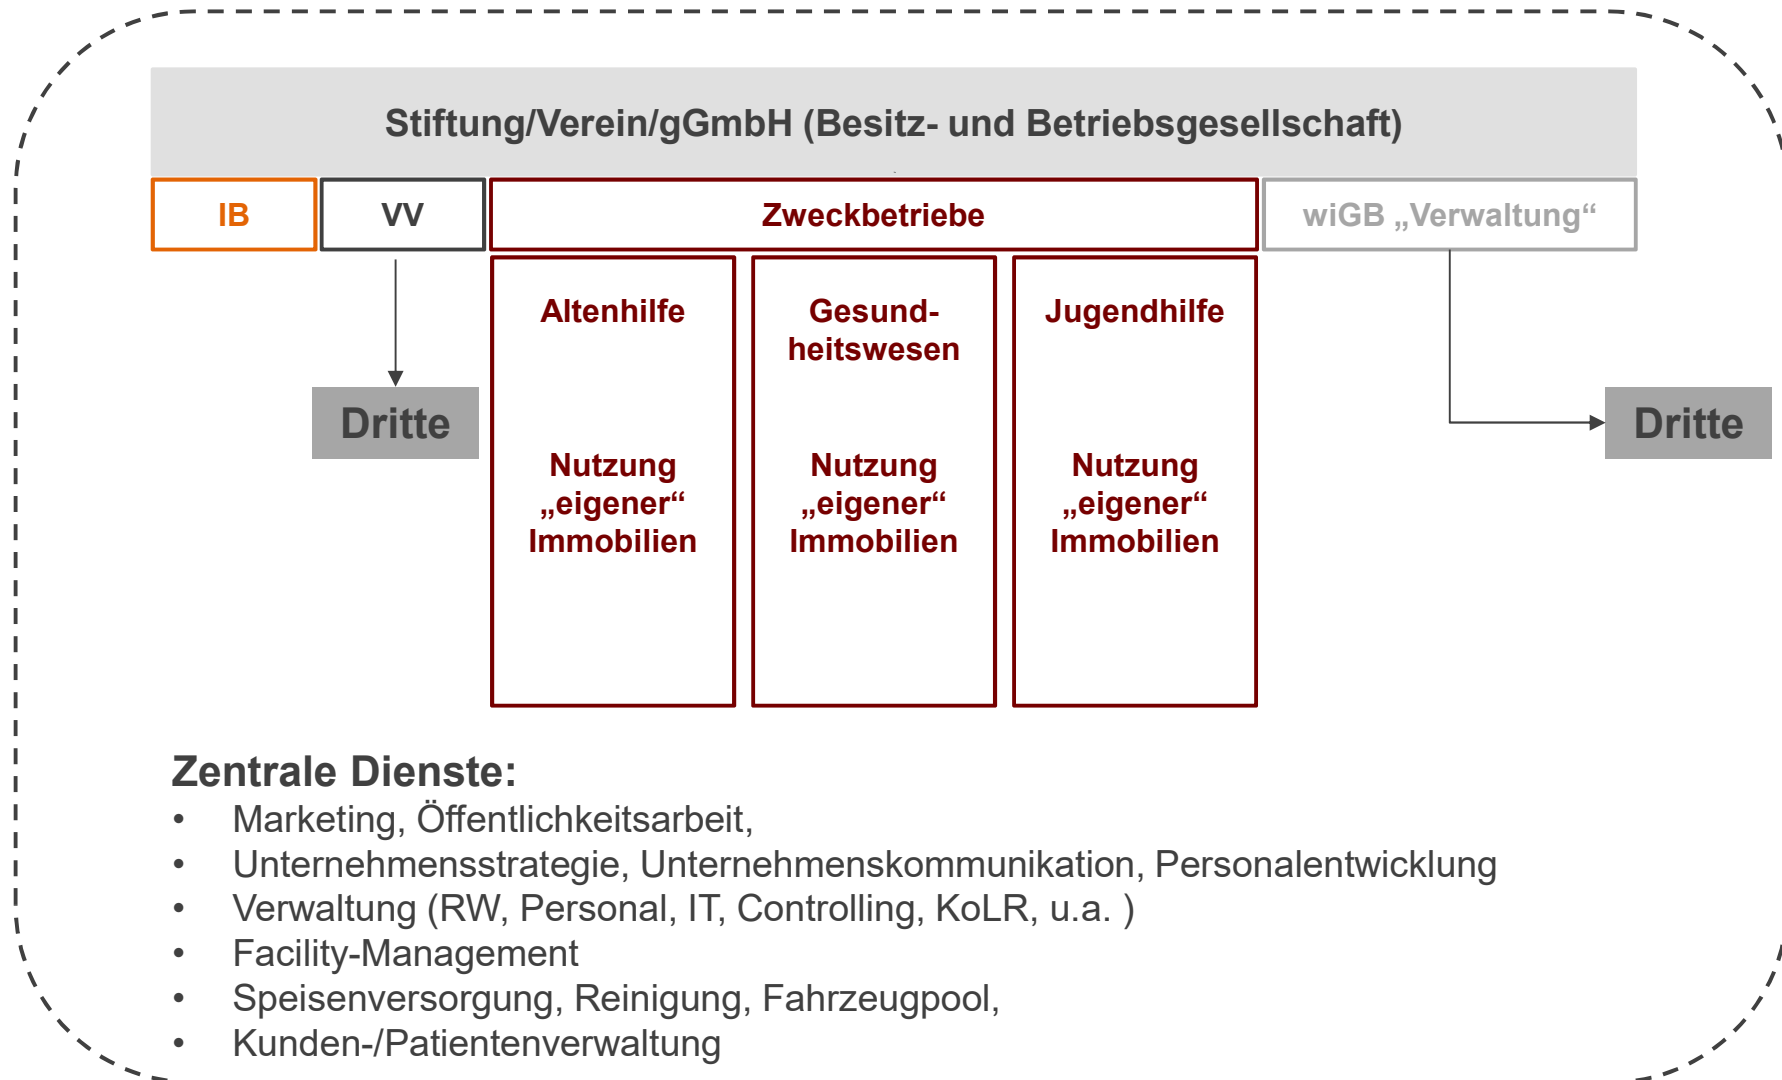 Stiftung/Verein/gGmbH (Besitz- und Betriebsgesellschaft)
IB
VV
Zweckbetriebe
wiGB „Verwaltung“
Altenhilfe
Nutzung
„eigener“
Immobilien
Gesund-
heitswesen
Nutzung
„eigener“
Immobilien
Jugendhilfe
Nutzung
„eigener“
Immobilien
Dritte
Dritte
Zentrale Dienste:
• Marketing, Öffentlichkeitsarbeit,
• Unternehmensstrategie, Unternehmenskommunikation, Personalentwicklung
• Verwaltung (RW, Personal, IT, Controlling, KoLR, u.a. )
• Facility-Management
• Speisenversorgung, Reinigung, Fahrzeugpool,
• Kunden-/Patientenverwaltung